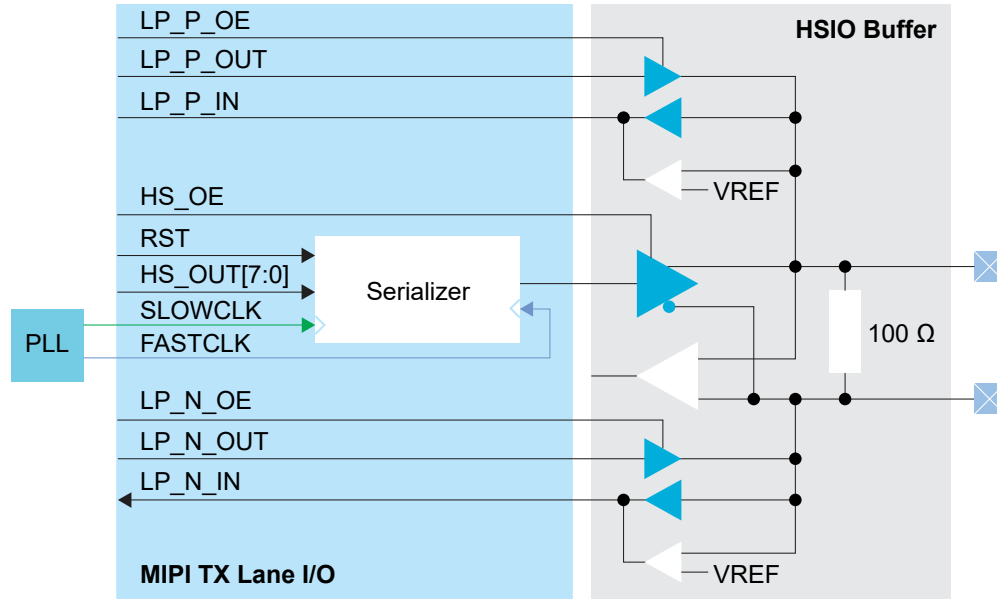 LP_P_OE
HSIO Buffer
LP_P_OUT
LP_P_IN
VREF
HS_OE
RST
HS_OUT[7:0]
Serializer
SLOWCLK
PLL
FASTCLK
100 Ω
LP_N_OE
LP_N_OUT
LP_N_IN
MIPI TX Lane I/O
VREF